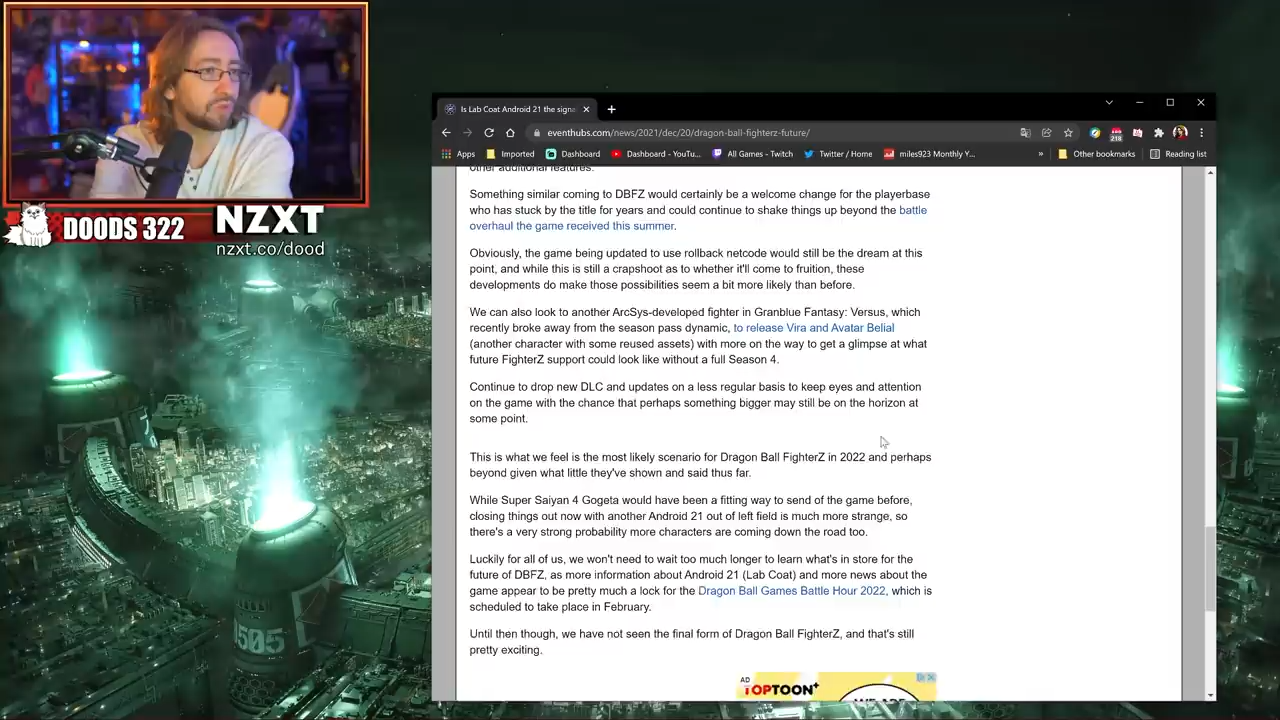 DOODS 322
NZXT
nzxt.co/dood
Is Lab Coat Android 21 the signa
eventhubs.com/news/2021/dec/20/dragon-ball-fighterz-future/
218
Apps
Imported
Dashboard
Dashboard - YouTu...
All Games - Twitch
Twitter / Home
miles923 Monthly Y...
»
Other bookmarks
Reading list
other additional features.
Something similar coming to DBFZ would certainly be a welcome change for the playerbase
who has stuck by the title for years and could continue to shake things up beyond the battle
overhaul the game received this summer.
Obviously, the game being updated to use rollback netcode would still be the dream at this
point, and while this is still a crapshoot as to whether it'll come to fruition, these
developments do make those possibilities seem a bit more likely than before.
We can also look to another ArcSys-developed fighter in Granblue Fantasy: Versus, which
recently broke away from the season pass dynamic, to release Vira and Avatar Belial
(another character with some reused assets) with more on the way to get a glimpse at what
future FighterZ support could look like without a full Season 4.
Continue to drop new DLC and updates on a less regular basis to keep eyes and attention
on the game with the chance that perhaps something bigger may still be on the horizon at
some point.
This is what we feel is the most likely scenario for Dragon Ball FighterZ in 2022 and perhaps
beyond given what little they've shown and said thus far.
While Super Saiyan 4 Gogeta would have been a fitting way to send of the game before,
closing things out now with another Android 21 out of left field is much more strange, so
there's a very strong probability more characters are coming down the road too.
Luckily for all of us, we won't need to wait too much longer to learn what's in store for the
future of DBFZ, as more information about Android 21 (Lab Coat) and more news about the
game appear to be pretty much a lock for the Dragon Ball Games Battle Hour 2022, which is
scheduled to take place in February.
Until then though, we have not seen the final form of Dragon Ball FighterZ, and that's still
pretty exciting.
AD
TOPTOON+
WE ARE
1505